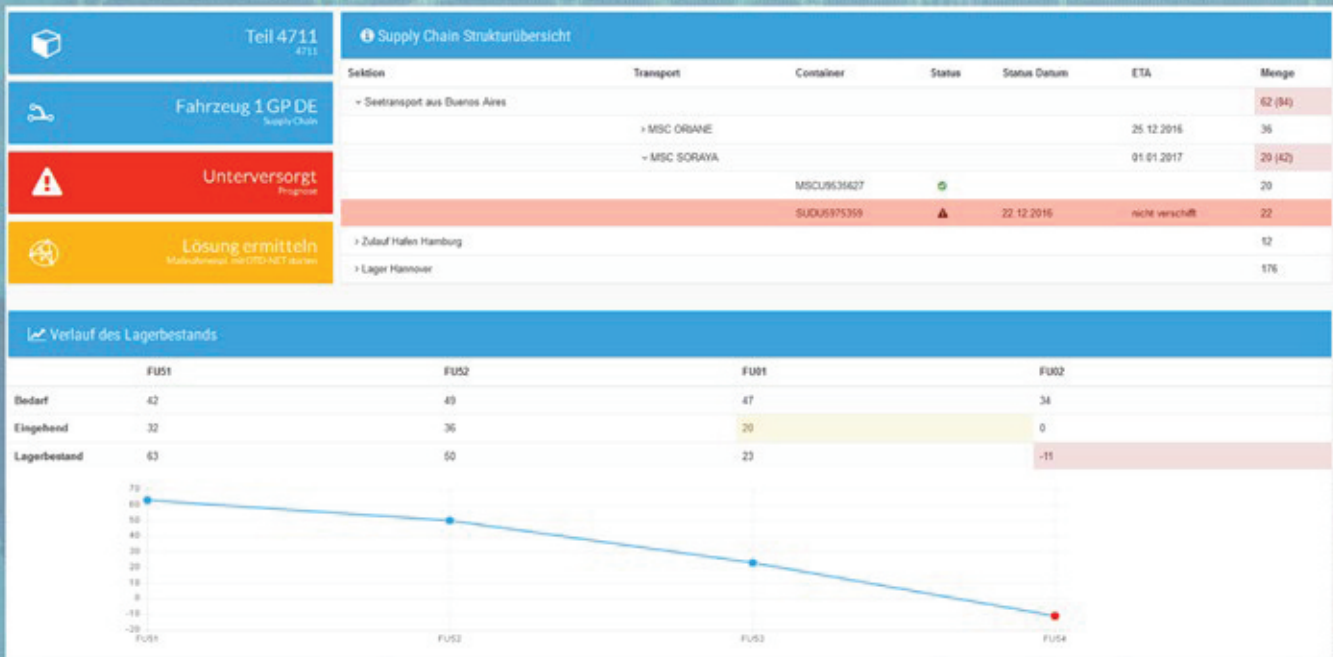 Teil 4711
4711
Fahrzeug 1 GP DE
Supply Chain
Unterversorgt
Prognose
Lösung ermitteln
Maßnahmenpl. mit OTD-NET starten
Supply Chain Strukturübersicht
Sektion Transport Container Status Status Datum ETA Menge
Seetransport aus Buenos Aires 62 (84)
> MSC ORIANE 25.12.2016 36
MSC SORAYA 01.01.2017 20 (42)
MSCU9535627 20
SUDU5975359 22.12.2016 nicht verschifft 22
> Zulauf Hafen Hamburg 12
> Lager Hannover 176
Verlauf des Lagerbestands
FU51 FU52 FU01 FU02
Bedarf 42 49 47 34
Eingehend 32 36 20 0
Lagerbestand 63 50 23 -11
70
60
50
40
30
20
10
0
-10
-20
FU51 FU52 FU53 FU54